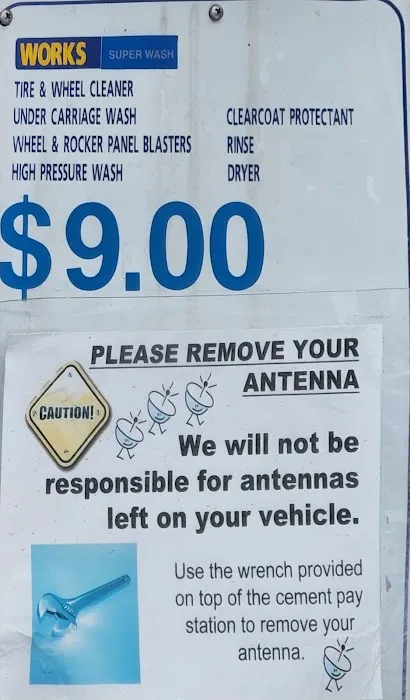 WORKS SUPER WASH
TIRE & WHEEL CLEANER
UNDER CARRIAGE WASH
WHEEL & ROCKER PANEL BLASTERS
HIGH PRESSURE WASH
CLEARCOAT PROTECTANT
RINSE
DRYER
$9.00
PLEASE REMOVE YOUR
ANTENNA
CAUTION!
We will not be
responsible for antennas
left on your vehicle.
Use the wrench provided
on top of the cement pay
station to remove your
antenna.